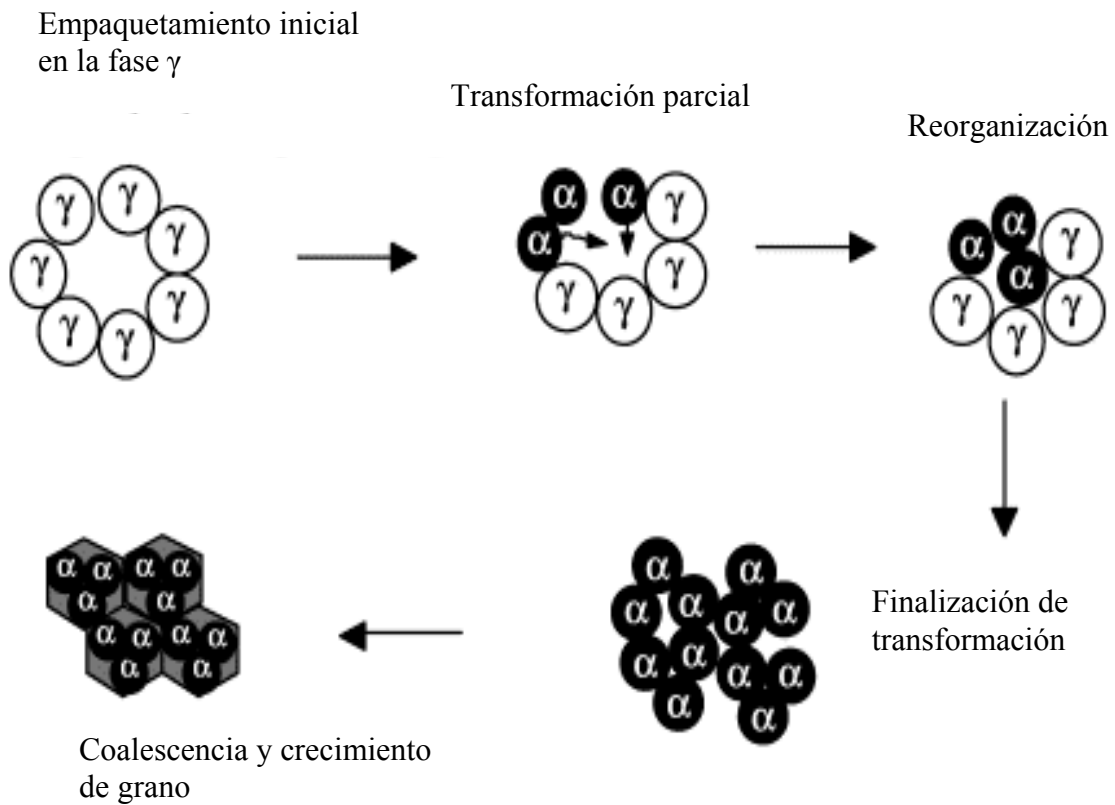 Empaquetamiento inicial
en la fase γ
Transformación parcial
Reorganización
γ γ γ γ γ γ γ
α α α γ γ γ γ
α α α γ γ γ γ
Finalización de
transformación
α α α α α α α α α α α α α
α α α α α α
α α α α α α
Coalescencia y crecimiento
de grano